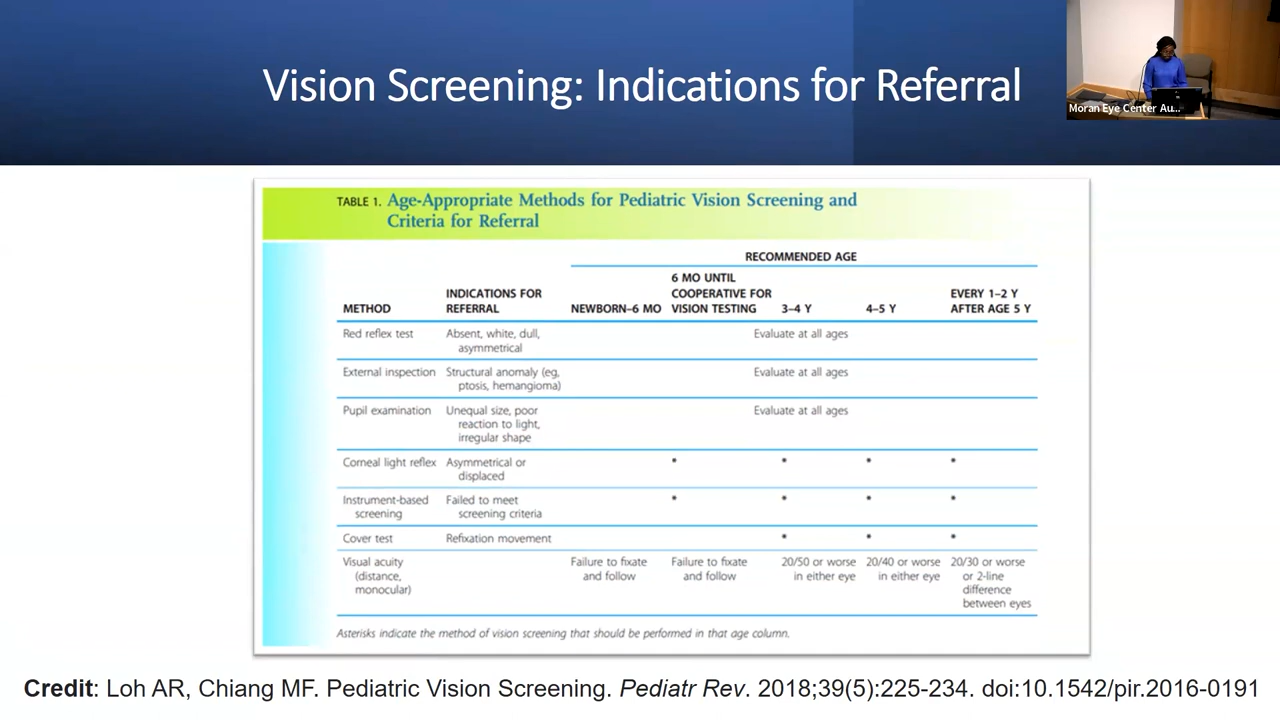 Vision Screening: Indications for Referral
Moran Eye Center Au...
TABLE 1. Age-Appropriate Methods for Pediatric Vision Screening and
Criteria for Referral
RECOMMENDED AGE
METHOD
INDICATIONS FOR
REFERRAL
NEWBORN–6 MO
6 MO UNTIL
COOPERATIVE FOR
VISION TESTING
3–4 Y
4–5 Y
EVERY 1–2 Y
AFTER AGE 5 Y
Red reflex test
Absent, white, dull,
asymmetrical
Evaluate at all ages
External inspection
Structural anomaly (eg,
ptosis, hemangioma)
Evaluate at all ages
Pupil examination
Unequal size, poor
reaction to light,
irregular shape
Evaluate at all ages
Corneal light reflex
Asymmetrical or
displaced
* * * *
Instrument-based
screening
Failed to meet
screening criteria
* * * *
Cover test
Refixation movement
* * *
Visual acuity
(distance,
monocular)
Failure to fixate
and follow
Failure to fixate
and follow
20/50 or worse
in either eye
20/40 or worse
in either eye
20/30 or worse
or 2-line
difference
between eyes
Asterisks indicate the method of vision screening that should be performed in that age column.
Credit: Loh AR, Chiang MF. Pediatric Vision Screening. Pediatr Rev. 2018;39(5):225-234. doi:10.1542/pir.2016-0191